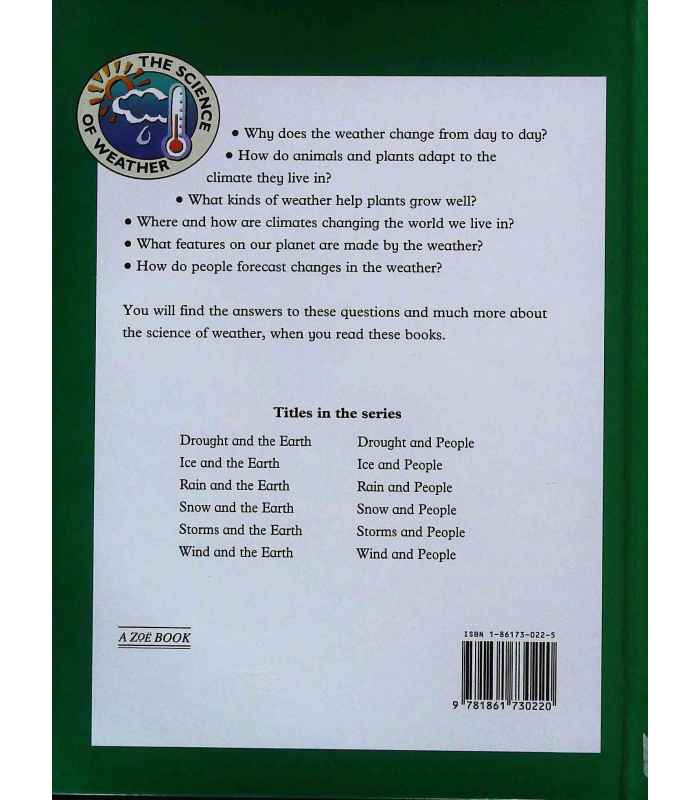 THE SCIENCE
OF WEATHER
• Why does the weather change from day to day?
• How do animals and plants adapt to the
climate they live in?
• What kinds of weather help plants grow well?
• Where and how are climates changing the world we live in?
• What features on our planet are made by the weather?
• How do people forecast changes in the weather?
You will find the answers to these questions and much more about
the science of weather, when you read these books.
Titles in the series
Drought and the Earth
Ice and the Earth
Rain and the Earth
Snow and the Earth
Storms and the Earth
Wind and the Earth
Drought and People
Ice and People
Rain and People
Snow and People
Storms and People
Wind and People
A ZOË BOOK
ISBN 1-86173-022-5
9 781861 730220